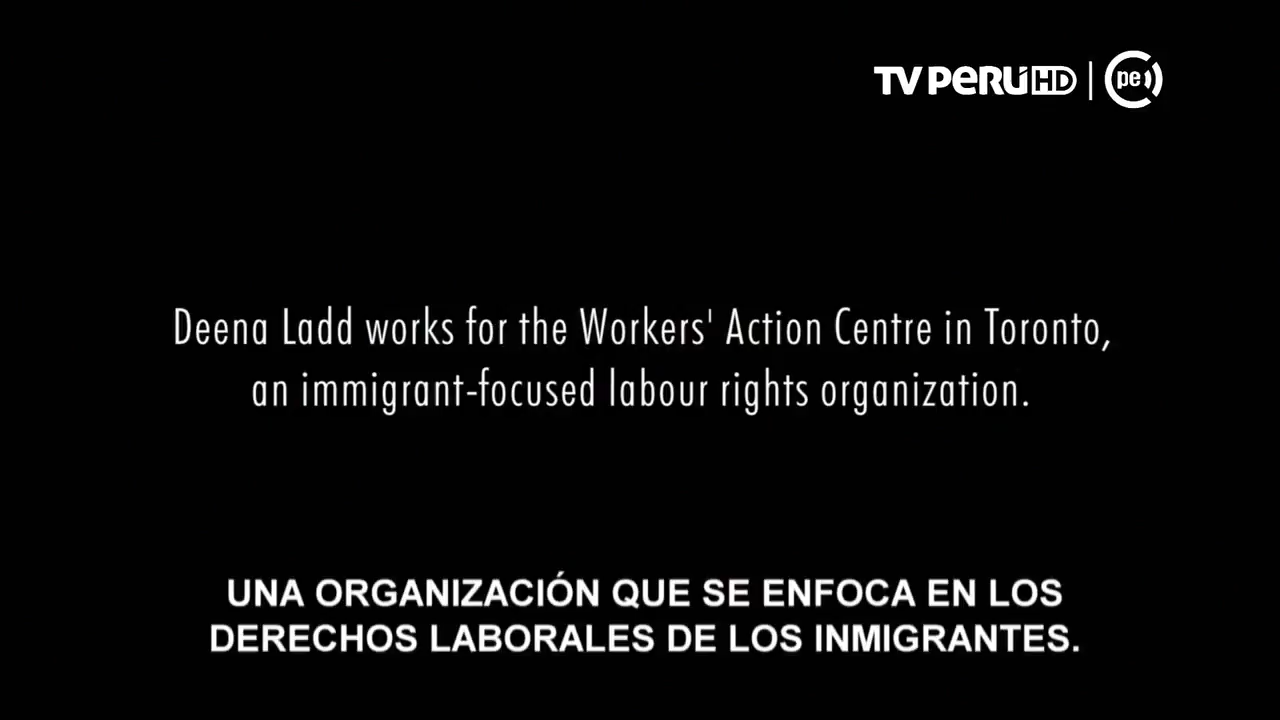 TV PERÚ HD | pe
Deena Ladd works for the Workers' Action Centre in Toronto,
an immigrant-focused labour rights organization.
UNA ORGANIZACIÓN QUE SE ENFOCA EN LOS
DERECHOS LABORALES DE LOS INMIGRANTES.